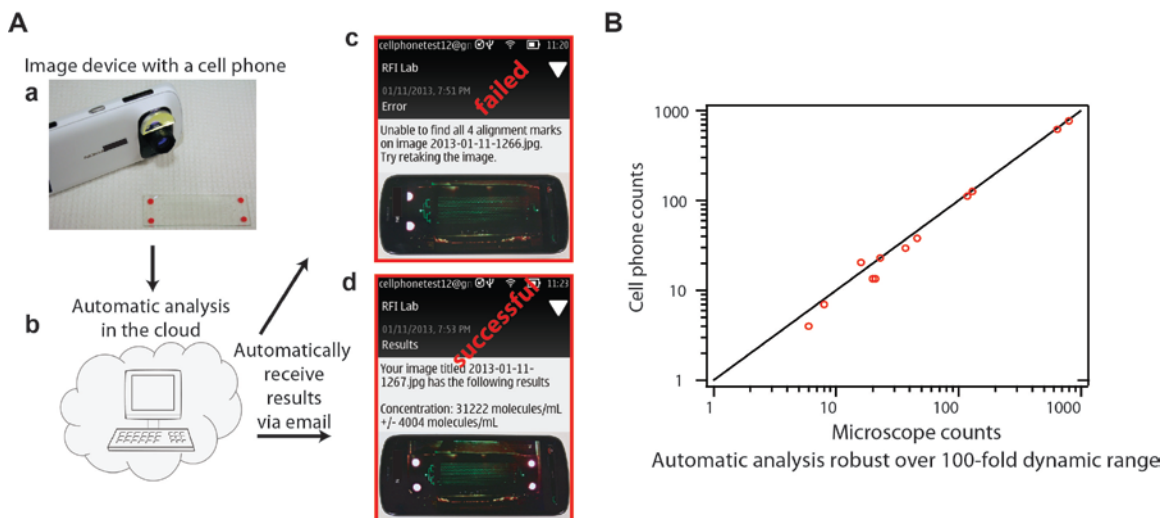 A
Image device with a cell phone
a
b
Automatic analysis
in the cloud
Automatically
receive
results
via email
c
cellphonetest12@gn 11:20
RFI Lab
failed
01/11/2013, 7:51 PM
Error
Unable to find all 4 alignment marks
on image 2013-01-11-1266.jpg.
Try retaking the image.
d
cellphonetest12@gn 11:23
RFI Lab
successful
01/11/2013, 7:53 PM
Results
Your image titled 2013-01-11-
1267.jpg has the following results
Concentration: 31222 molecules/mL
+/- 4004 molecules/mL
B
Cell phone counts
1000
100
10
1
1 10 100 1000
Microscope counts
Automatic analysis robust over 100-fold dynamic range